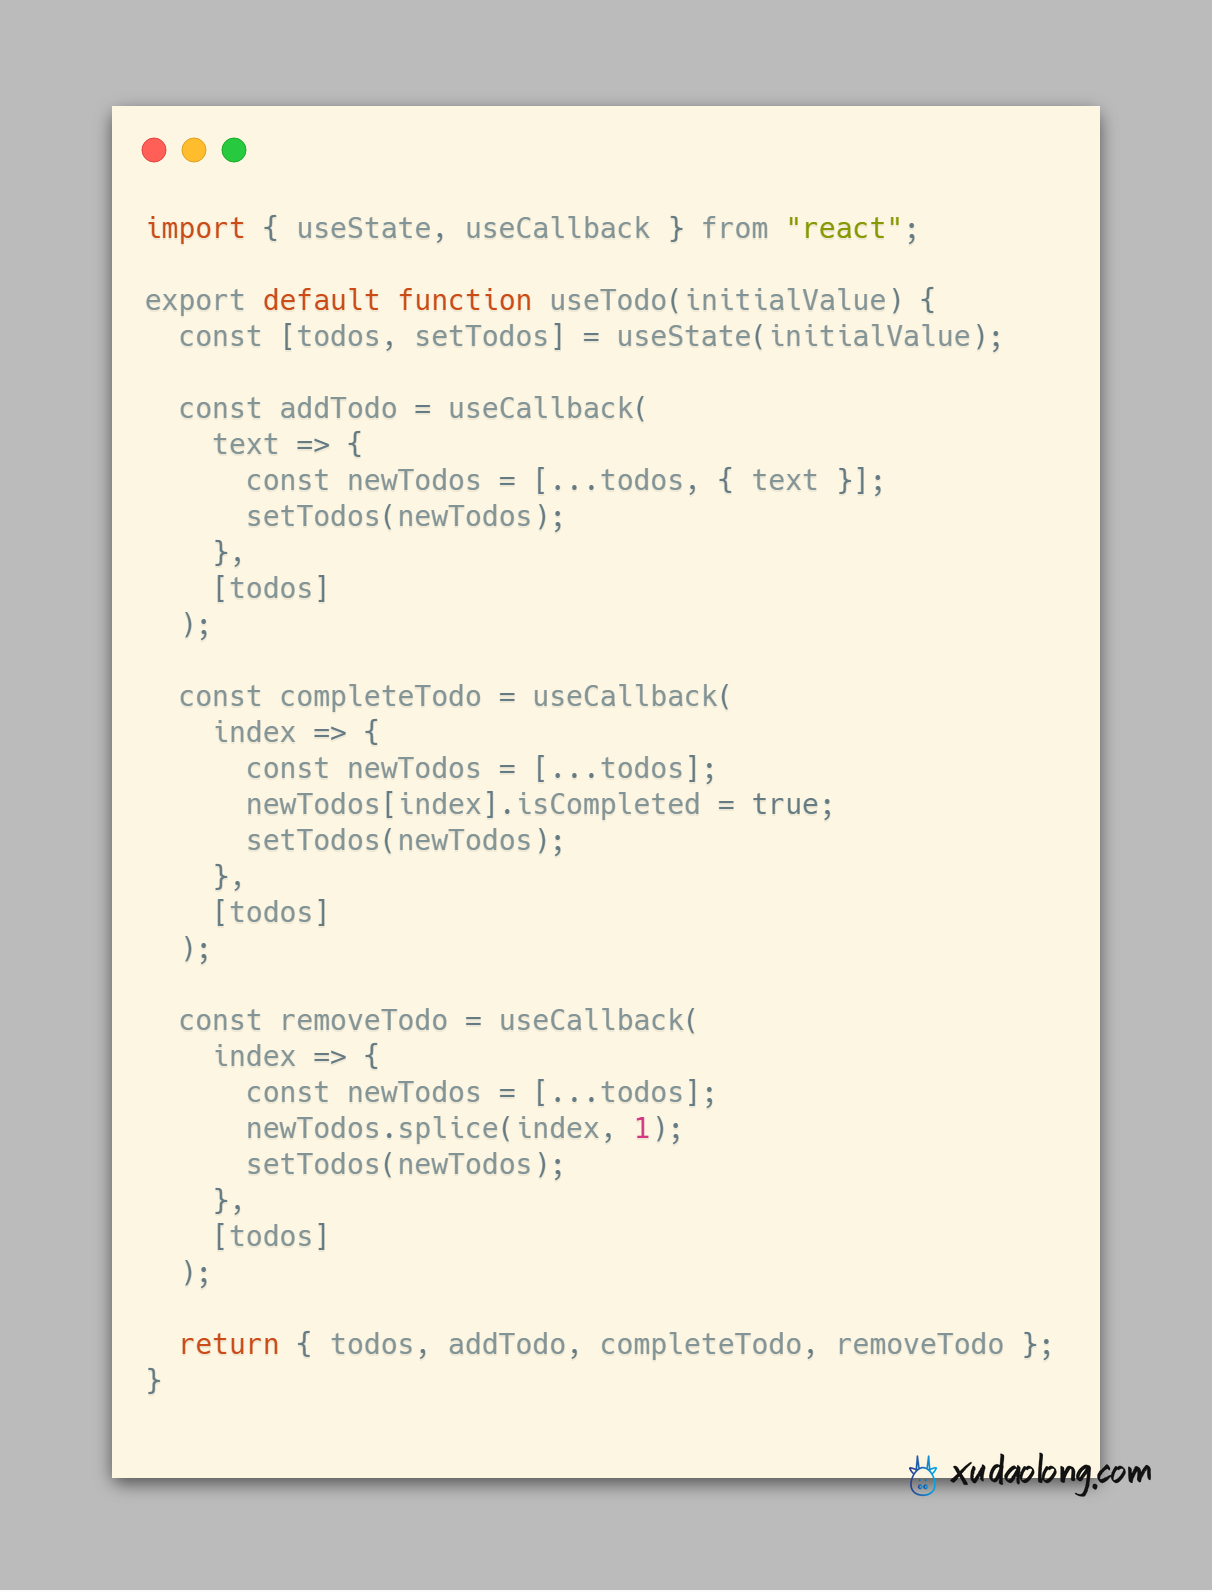 import { useState, useCallback } from "react";
export default function useTodo(initialValue) {
  const [todos, setTodos] = useState(initialValue);
  const addTodo = useCallback(
    text => {
      const newTodos = [...todos, { text }];
      setTodos(newTodos);
    },
    [todos]
  );
  const completeTodo = useCallback(
    index => {
      const newTodos = [...todos];
      newTodos[index].isCompleted = true;
      setTodos(newTodos);
    },
    [todos]
  );
  const removeTodo = useCallback(
    index => {
      const newTodos = [...todos];
      newTodos.splice(index, 1);
      setTodos(newTodos);
    },
    [todos]
  );
  return { todos, addTodo, completeTodo, removeTodo };
}
xudaolong.com